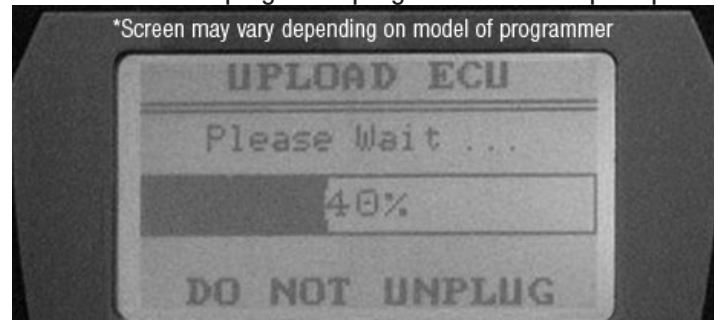 *Screen may vary depending on model of programmer
UPLOAD ECU
Please Wait ...
40%
DO NOT UNPLUG